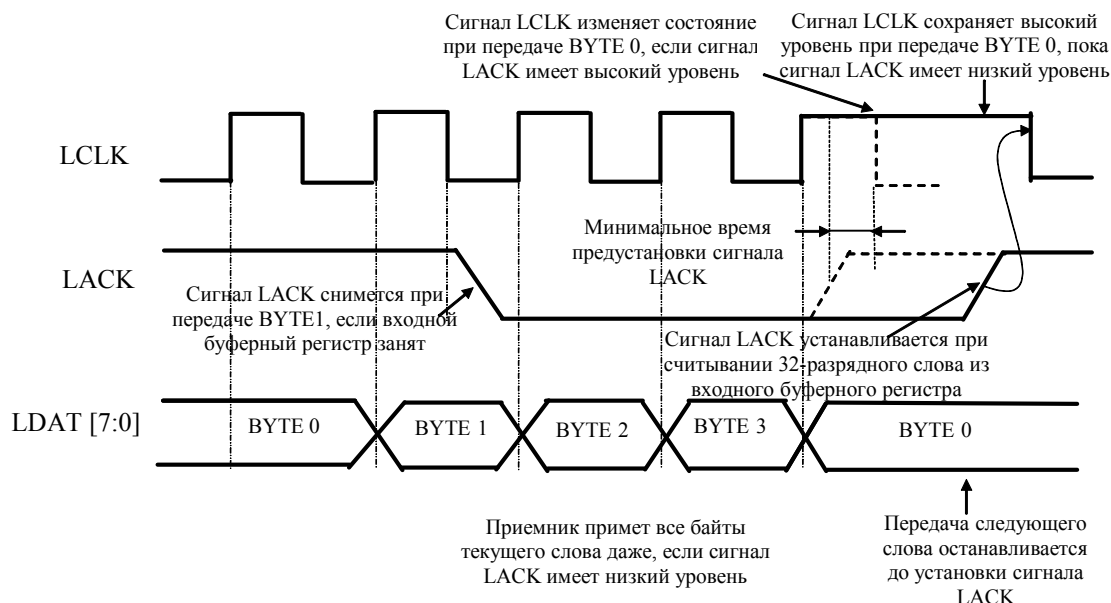 Сигнал LCLK изменяет состояние
при передаче BYTE 0, если сигнал
LACK имеет высокий уровень
Сигнал LCLK сохраняет высокий
уровень при передаче BYTE 0, пока
сигнал LACK имеет низкий уровень
LCLK
Минимальное время
предустановки сигнала
LACK
LACK
Сигнал LACK снимется при
передаче BYTE1, если входной
буферный регистр занят
Сигнал LACK устанавливается при
считывании 32-разрядного слова из
входного буферного регистра
LDAT [7:0]
BYTE 0
BYTE 1
BYTE 2
BYTE 3
BYTE 0
Приемник примет все байты
текущего слова даже, если сигнал
LACK имеет низкий уровень
Передача следующего
слова останавливается
до установки сигнала
LACK